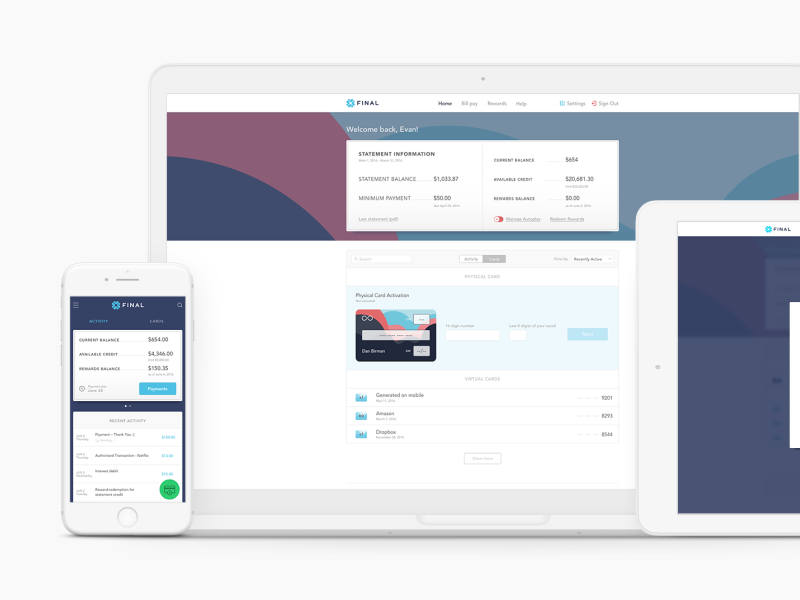 FINAL
Home Bill pay Rewards Help
Settings Sign Out
Welcome back, Evan!
STATEMENT INFORMATION
STATEMENT BALANCE $1,033.87
MINIMUM PAYMENT $50.00
Last statement (pdf)
CURRENT BALANCE $654
AVAILABLE CREDIT $20,681.30
REWARDS BALANCE $0.00
Manage Autopay Redeem Rewards
Search
Activity Cards
View by Recently Active
PHYSICAL CARD
Physical Card Activation
Not activated
Dan Birman
16 digit number
Last 4 digits of your social
Next
VIRTUAL CARDS
Generated on mobile
9201
Amazon
8293
Dropbox
8544
FINAL
ACTIVITY CARDS
CURRENT BALANCE $654.00
AVAILABLE CREDIT $4,346.00
REWARDS BALANCE $150.35
Payment due
June 23
Payments
RECENT ACTIVITY
Payment - Thank You :)
Authorized Transaction - Netflix
Interest debit
Reward redemption for
statement credit
FINAL